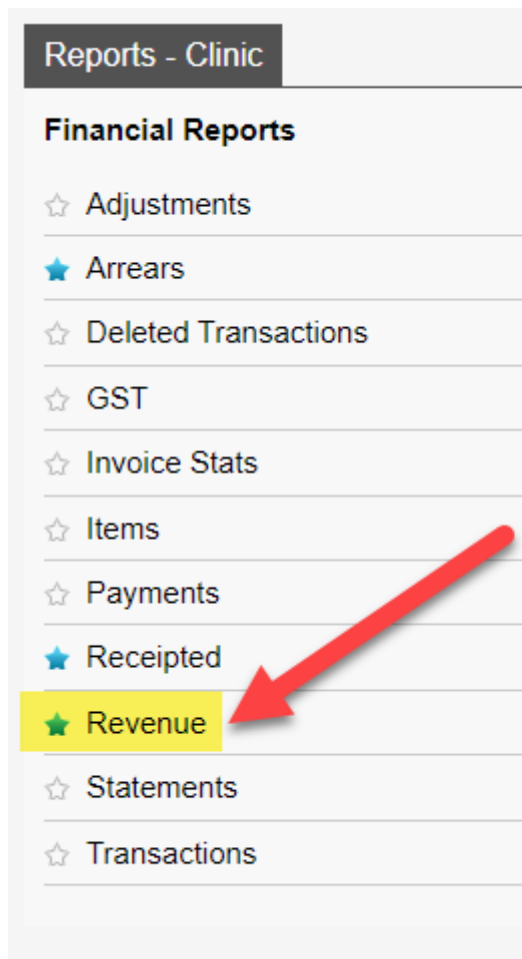 Reports - Clinic
Financial Reports
Adjustments
Arrears
Deleted Transactions
GST
Invoice Stats
Items
Payments
Receipted
Revenue
Statements
Transactions